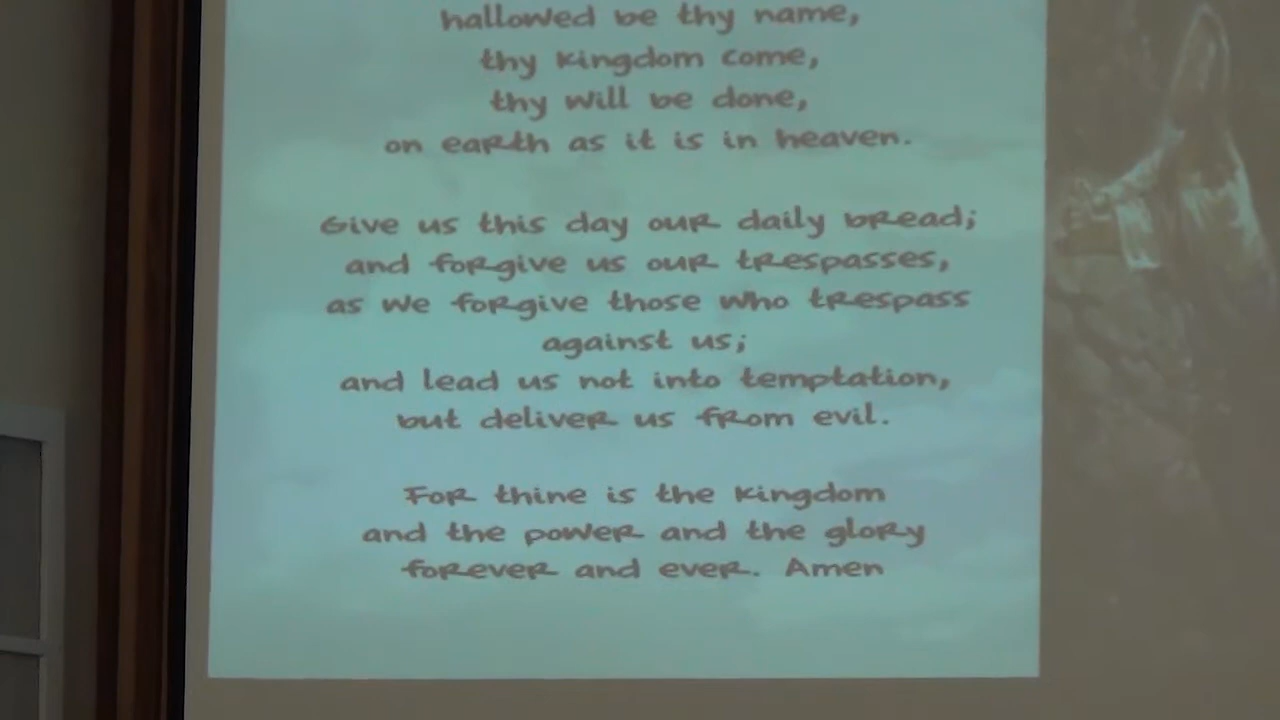 hallowed be thy name,
thy kingdom come,
thy will be done,
on earth as it is in heaven.
Give us this day our daily bread;
and forgive us our trespasses,
as we forgive those who trespass
against us;
and lead us not into temptation,
but deliver us from evil.
For thine is the kingdom
and the power and the glory
forever and ever. Amen